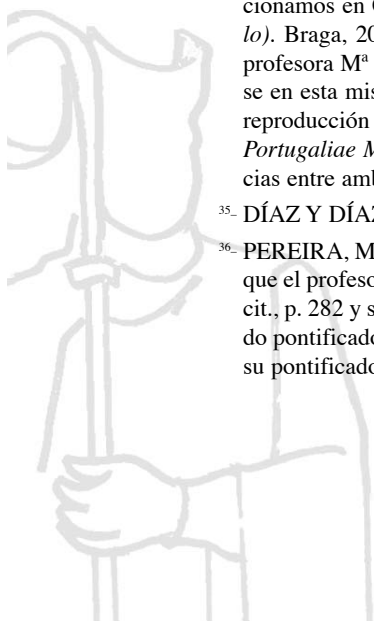 cionamos en
lo). Braga, 20
profesora Mª
se en esta mis
reproducción
Portugaliae M
cias entre amb
35- DÍAZ Y DÍAZ
36- PEREIRA, M
que el profeso
cit., p. 282 y s
do pontificado
su pontificado